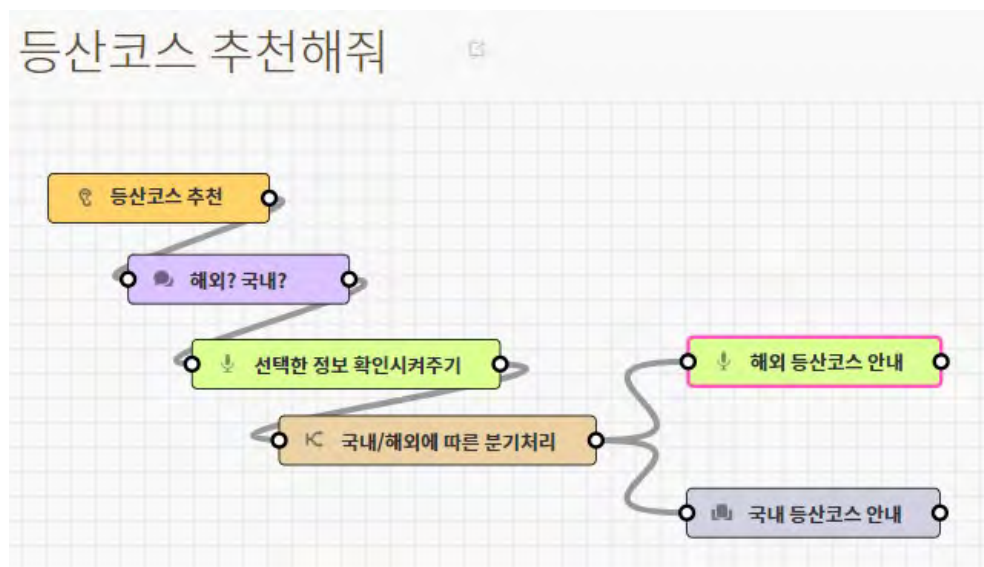 등산코스 추천해줘
등산코스 추천
해외? 국내?
선택한 정보 확인시켜주기
해외 등산코스 안내
국내/해외에 따른 분기처리
국내 등산코스 안내